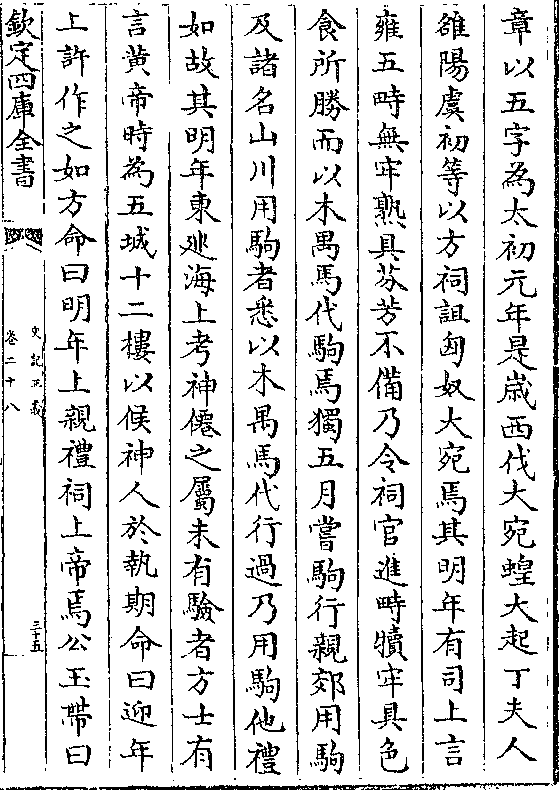 章以五字為太初元年是嵗西伐大宛蝗大起丁夫人
雒陽虞初等以方祠詛匈奴大宛焉其明年有司上言
雍五畤無牢熟具芬芳不備乃令祠官進畤犢牢具色
食所勝而以木禺馬代駒焉獨五月嘗駒行親郊用駒
及諸名山川用駒者悉以木禺馬代行過乃用駒他禮
如故其明年東廵海上考神僊之屬未有驗者方士有
言黄帝時為五城十二樓以候神人於執期命曰迎年
上許作之如方命曰明年上親禮祠上帝焉公玉帶曰
欽定四庫全書
史記正義
卷二十八
三十五